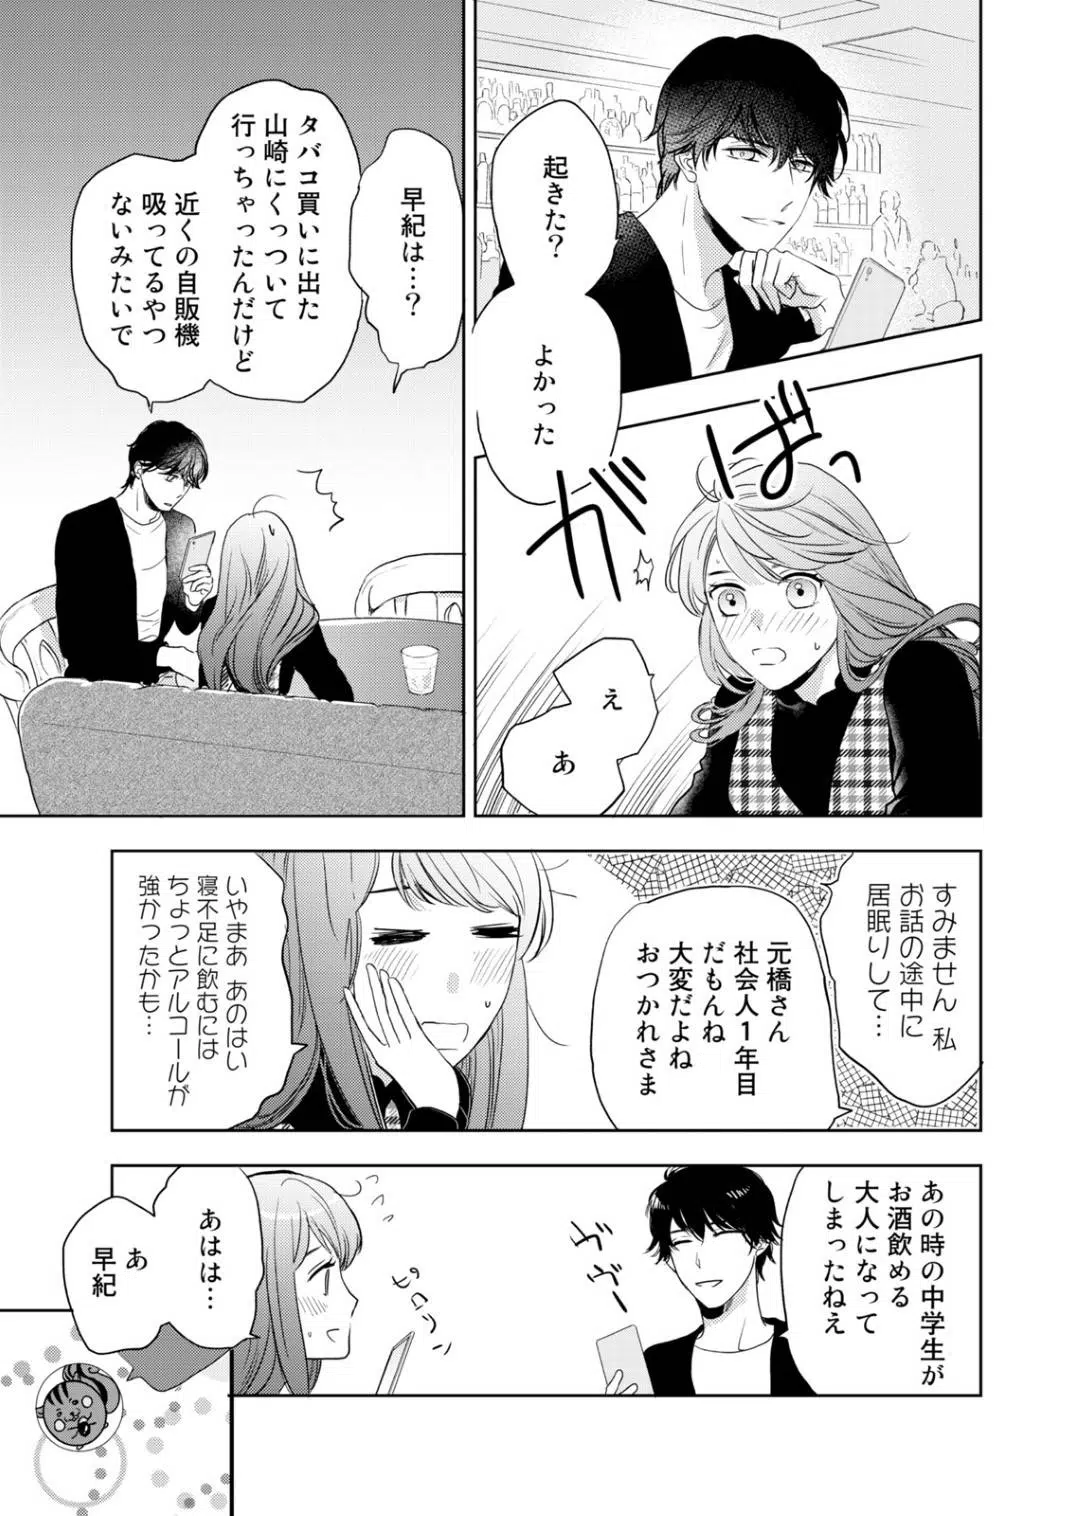 起きた？
よかった
がばっ
え
あ
早紀は…？
タバコ買いに出た
山崎にくっついて
行っちゃったんだけど
近くの自販機
吸ってるやつ
ないみたいで
すみません 私
お話の途中に
居眠りして…
元橋さん
社会人1年目
だもんね
大変だよね
おつかれさま
いやまあ あのはい
寝不足に飲むには
ちょっとアルコールが
強かったかも…
あの時の中学生が
お酒飲める
大人になって
しまったねえ
ヴーヴー
ピロリン
あはは…
あ
早紀